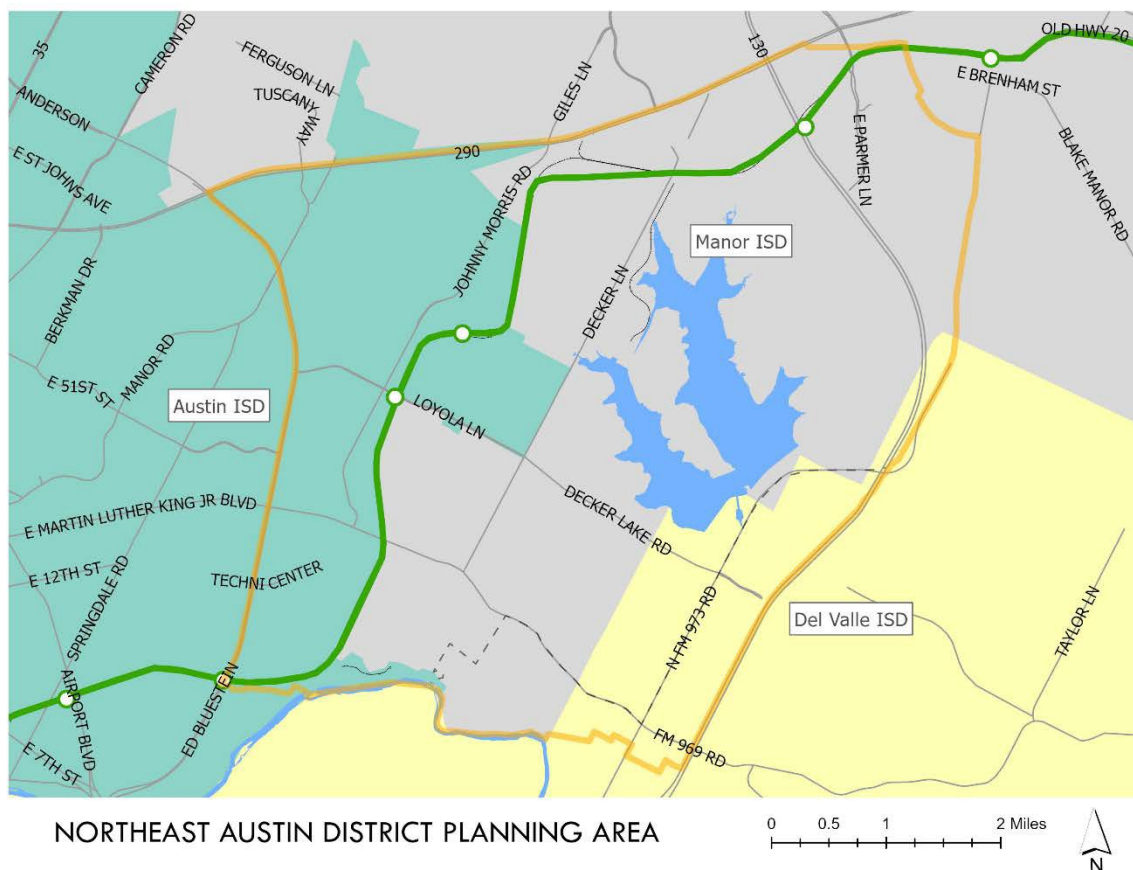 35
CAMERON RD
FERGUSON LN
TUSCANY WAY
ANDERSON
E ST JOHNS AVE
290
GILES LN
130
OLD HWY 20
E BRENHAM ST
E PARMER LN
BLAKE MANOR RD
JOHNNY MORRIS RD
BERKMAN DR
MANOR RD
E 51ST ST
Austin ISD
DECKER LN
Manor ISD
LOYOLA LN
E MARTIN LUTHER KING JR BLVD
E 12TH ST
SPRINGDALE RD
TECHNI CENTER
DECKER LAKE RD
N FM 973 RD
Del Valle ISD
TAYLOR LN
AIRPORT BLVD
E 7TH ST
ED BLUESTEIN
FM 969 RD
NORTHEAST AUSTIN DISTRICT PLANNING AREA
0 0.5 1 2 Miles
N